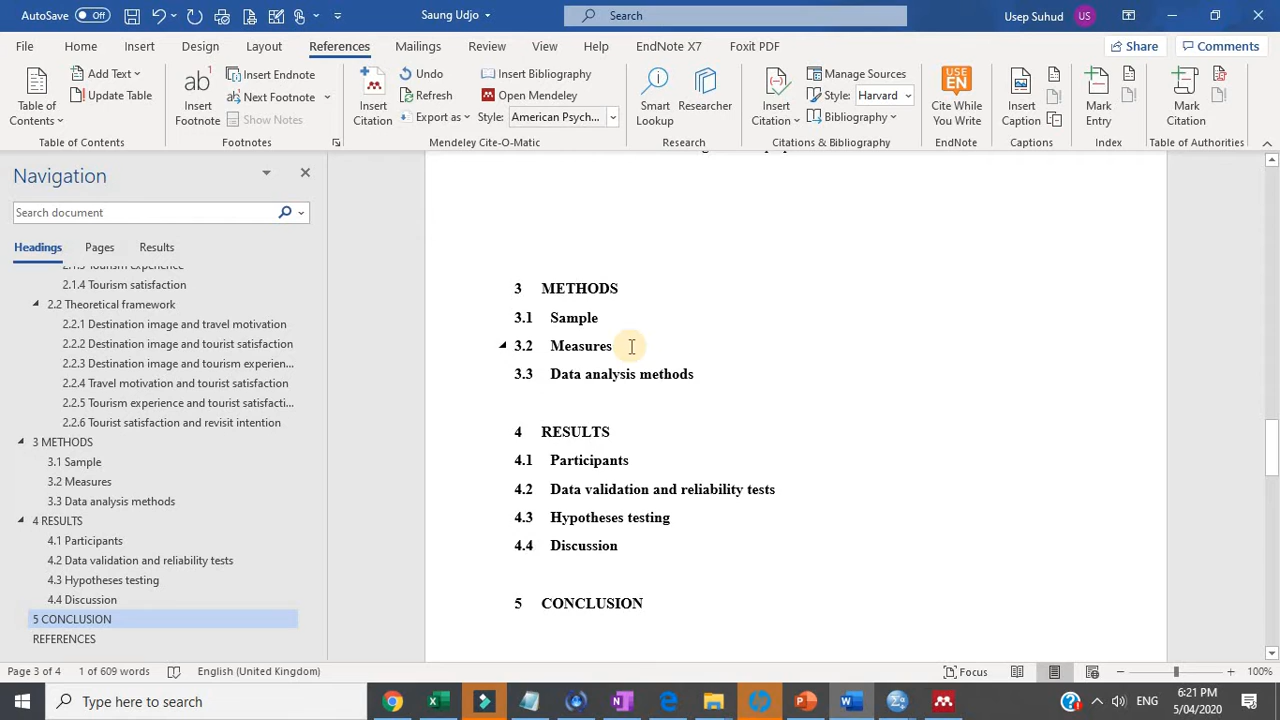 AutoSave Off Saung Udjo Search Usep Suhud US
File Home Insert Design Layout References Mailings Review View Help EndNote X7 Foxit PDF Share Comments
Table of Contents
Add Text
Update Table
Table of Contents
ab
Insert Footnote
Insert Endnote
Next Footnote
Show Notes
Footnotes
Insert Citation
Undo
Refresh
Export as
Insert Bibliography
Open Mendeley
Style: American Psych...
Mendeley Cite-O-Matic
Smart Lookup
Researcher
Research
Insert Citation
Manage Sources
Style: Harvard
Bibliography
Citations & Bibliography
USE EN
Cite While You Write
EndNote
Insert Caption
Captions
Mark Entry
Index
Mark Citation
Table of Authorities
Navigation
Search document
Headings Pages Results
2.1.4 Tourism satisfaction
2.2 Theoretical framework
2.2.1 Destination image and travel motivation
2.2.2 Destination image and tourist satisfaction
2.2.3 Destination image and tourism experien...
2.2.4 Travel motivation and tourist satisfaction
2.2.5 Tourism experience and tourist satisfacti...
2.2.6 Tourist satisfaction and revisit intention
3 METHODS
3.1 Sample
3.2 Measures
3.3 Data analysis methods
4 RESULTS
4.1 Participants
4.2 Data validation and reliability tests
4.3 Hypotheses testing
4.4 Discussion
5 CONCLUSION
REFERENCES
3 METHODS
3.1 Sample
3.2 Measures
3.3 Data analysis methods
4 RESULTS
4.1 Participants
4.2 Data validation and reliability tests
4.3 Hypotheses testing
4.4 Discussion
5 CONCLUSION
Page 3 of 4 1 of 609 words English (United Kingdom) Focus 100%
Type here to search ENG 6:21 PM
5/04/2020